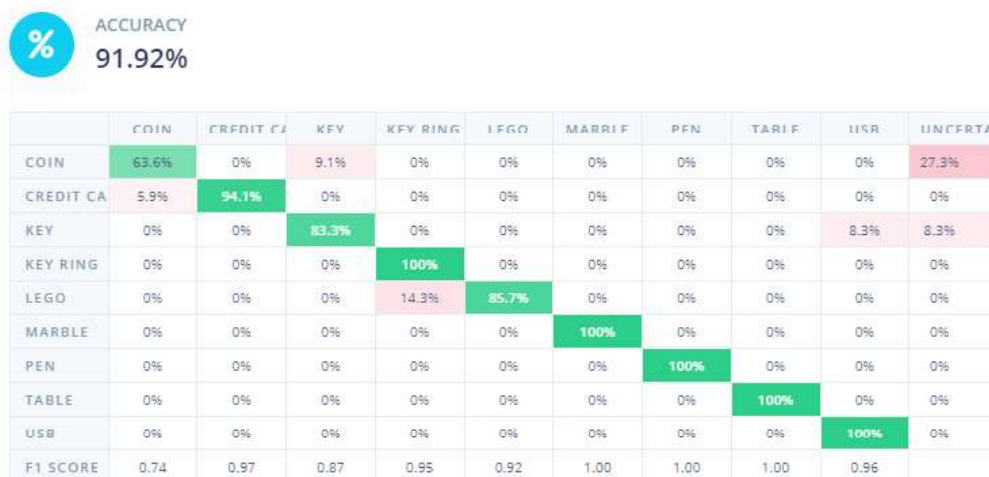 %
ACCURACY
91.92%
COIN CREDIT CA KEY KEY RING LEGO MARBLE PEN TABLE USB UNCERTA
COIN 63.6% 0% 9.1% 0% 0% 0% 0% 0% 0% 27.3%
CREDIT CA 5.9% 94.1% 0% 0% 0% 0% 0% 0% 0% 0%
KEY 0% 0% 83.3% 0% 0% 0% 0% 0% 8.3% 8.3%
KEY RING 0% 0% 0% 100% 0% 0% 0% 0% 0% 0%
LEGO 0% 0% 0% 14.3% 85.7% 0% 0% 0% 0% 0%
MARBLE 0% 0% 0% 0% 0% 100% 0% 0% 0% 0%
PEN 0% 0% 0% 0% 0% 0% 100% 0% 0% 0%
TABLE 0% 0% 0% 0% 0% 0% 0% 100% 0% 0%
USB 0% 0% 0% 0% 0% 0% 0% 0% 100% 0%
F1 SCORE 0.74 0.97 0.87 0.95 0.92 1.00 1.00 1.00 0.96